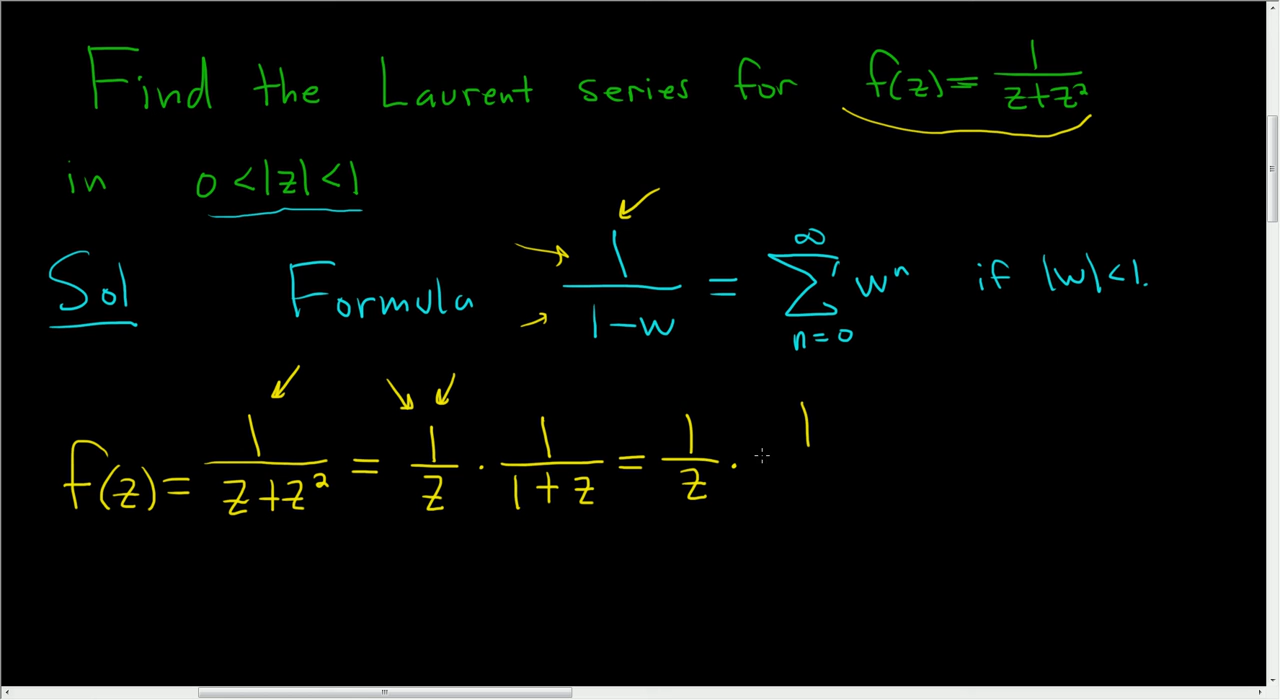 Find the Laurent series for f(z) = 1/(z+z²)
in 0 < |z| < 1
Sol Formula 1/(1-w) = ∑_{n=0}^{∞} wⁿ if |w| < 1.
f(z) = 1/(z+z²) = 1/z · 1/(1+z) = 1/z · 1